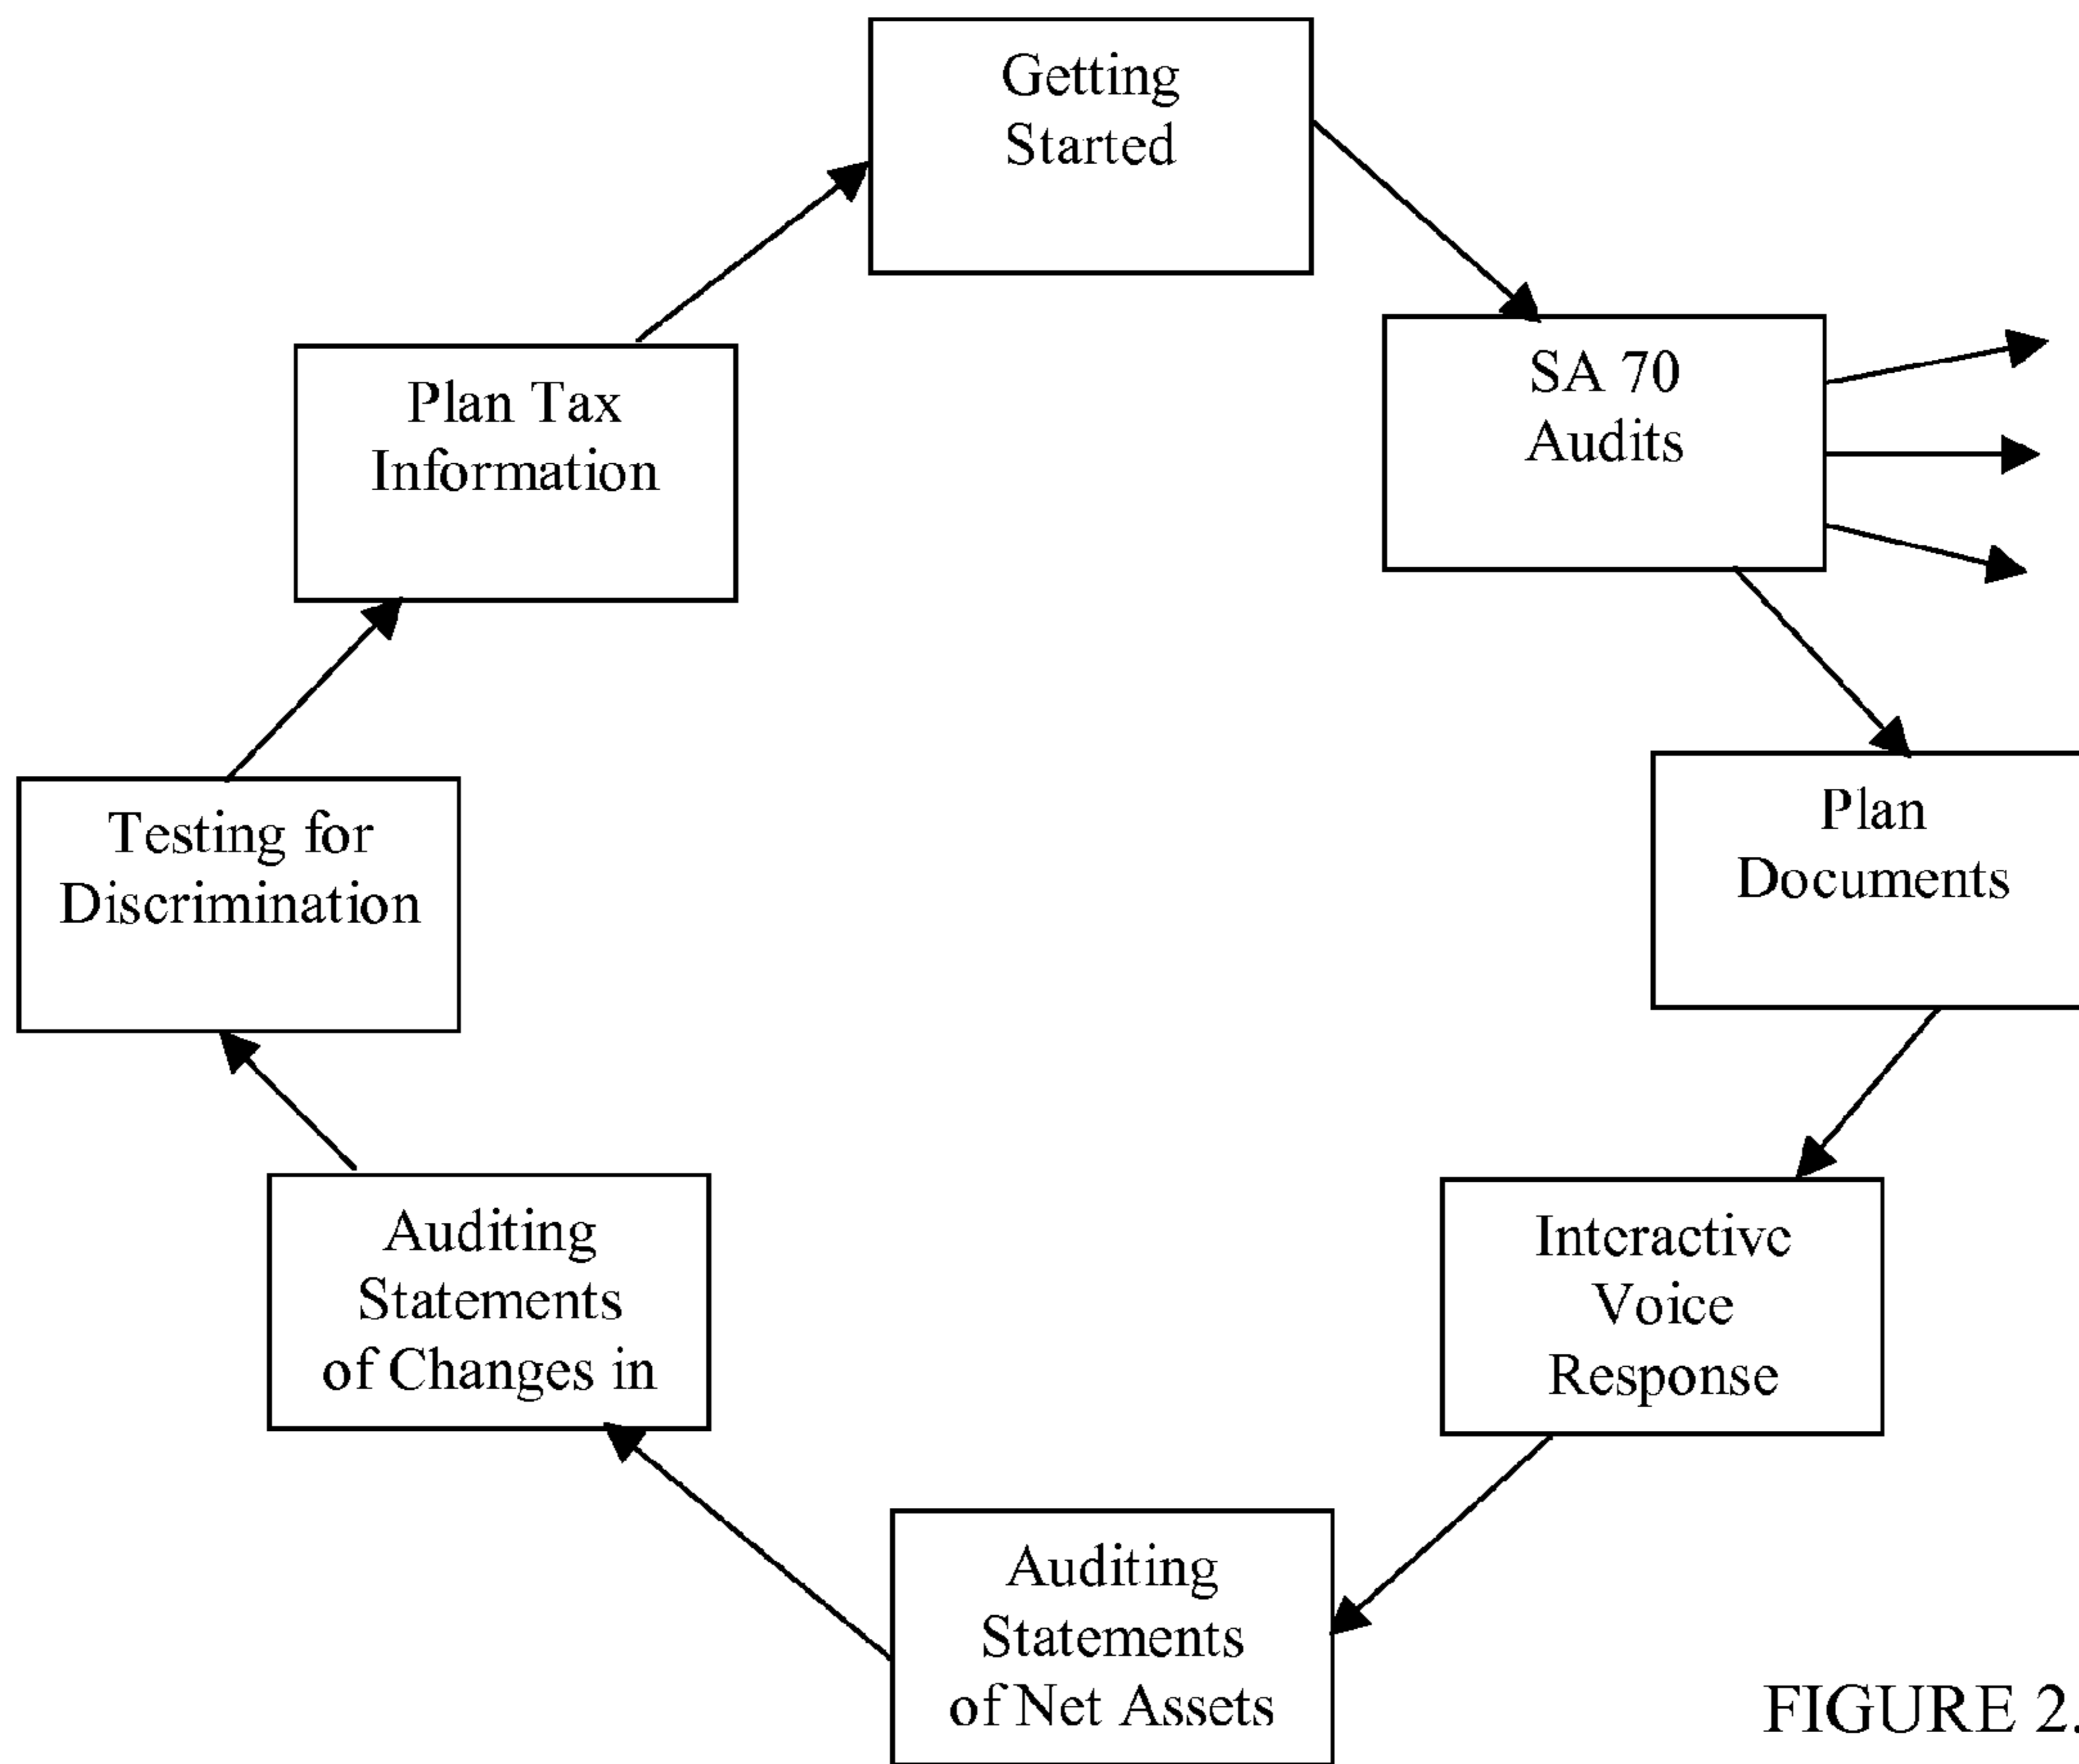 Getting
Started
SA 70
Audits
Plan
Documents
Interactive
Voice
Response
Auditing
Statements
of Net Assets
Auditing
Statements
of Changes in
Testing for
Discrimination
Plan Tax
Information
FIGURE 2.